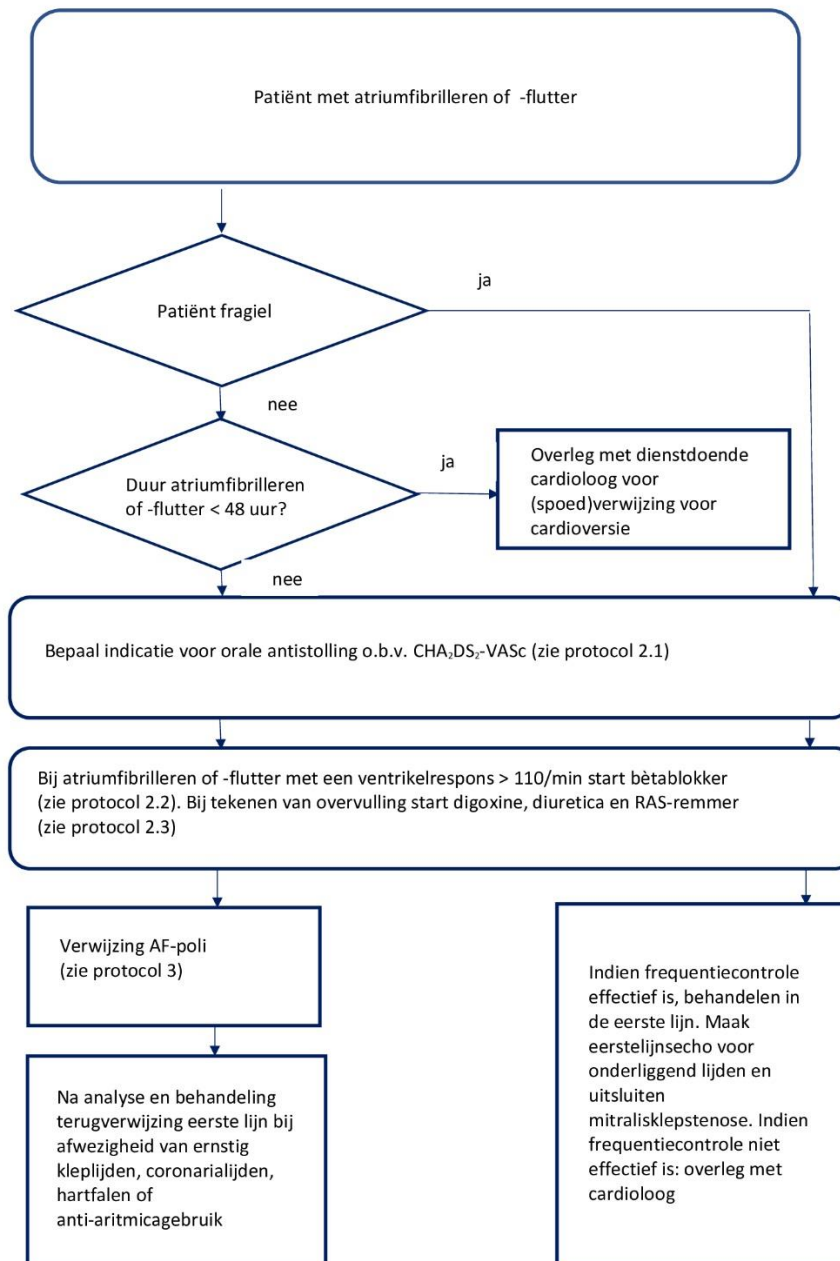 Patiënt met atriumfibrilleren of -flutter
ja
Patiënt fragiel
nee
ja
Duur atriumfibrilleren
of -flutter < 48 uur?
Overleg met dienstdoende
cardioloog voor
(spoed)verwijzing voor
cardioversie
nee
Bepaal indicatie voor orale antistolling o.b.v. CHA₂DS₂-VASc (zie protocol 2.1)
Bij atriumfibrilleren of -flutter met een ventrikelrespons > 110/min start bètablokker
(zie protocol 2.2). Bij tekenen van overvulling start digoxine, diuretica en RAS-remmer
(zie protocol 2.3)
Verwijzing AF-poli
(zie protocol 3)
Na analyse en behandeling
terugverwijzing eerste lijn bij
afwezigheid van ernstig
kleplijden, coronarialijden,
hartfalen of
anti-aritmicagebruik
Indien frequentiecontrole
effectief is, behandelen in
de eerste lijn. Maak
eerstelijnsecho voor
onderliggend lijden en
uitsluiten
mitralisklepstenose. Indien
frequentiecontrole niet
effectief is: overleg met
cardioloog